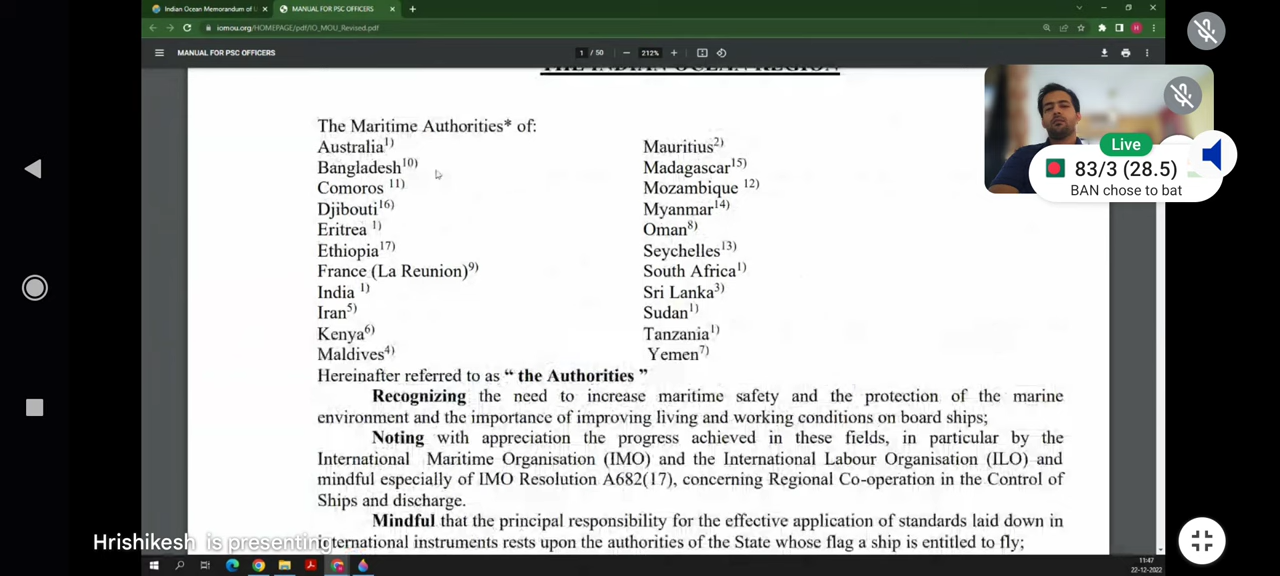 Indian Ocean Memorandum of U
MANUAL FOR PSC OFFICERS
iomou.org/HOMEPAGE/pdf/IO_MOU_Revised.pdf
MANUAL FOR PSC OFFICERS
1 / 50
212%
THE INDIAN OCEAN REGION
The Maritime Authorities* of:
Australia1)
Mauritius2)
Bangladesh10)
Madagascar15)
Comoros 11)
Mozambique 12)
Djibouti16)
Myanmar14)
Eritrea 1)
Oman8)
Ethiopia17)
Seychelles13)
France (La Reunion)9)
South Africa1)
India 1)
Sri Lanka3)
Iran5)
Sudan1)
Kenya6)
Tanzania1)
Maldives4)
Yemen7)
Hereinafter referred to as “ the Authorities ”
Recognizing the need to increase maritime safety and the protection of the marine
environment and the importance of improving living and working conditions on board ships;
Noting with appreciation the progress achieved in these fields, in particular by the
International Maritime Organisation (IMO) and the International Labour Organisation (ILO) and
mindful especially of IMO Resolution A682(17), concerning Regional Co-operation in the Control of
Ships and discharge.
Mindful that the principal responsibility for the effective application of standards laid down in
international instruments rests upon the authorities of the State whose flag a ship is entitled to fly;
Live
83/3 (28.5)
BAN chose to bat
Hrishikesh is presenting
H
11:47
22-12-2022